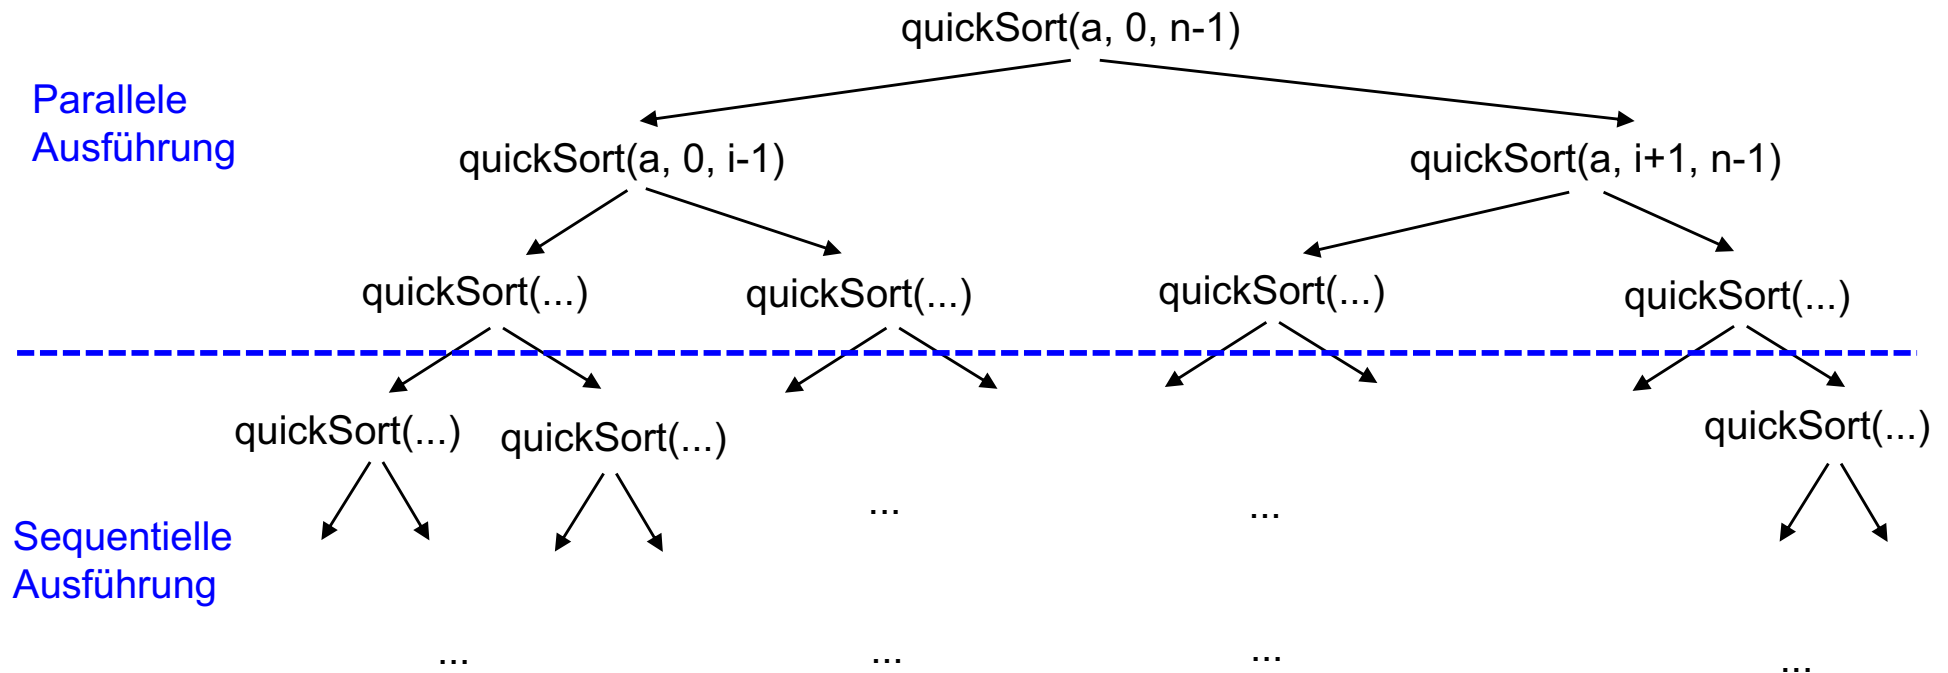 quickSort(a, 0, n-1)
Parallele
Ausführung
quickSort(a, 0, i-1)
quickSort(a, i+1, n-1)
quickSort(...)
quickSort(...)
quickSort(...)
quickSort(...)
quickSort(...)
quickSort(...)
quickSort(...)
...
...
Sequentielle
Ausführung
...
...
...
...